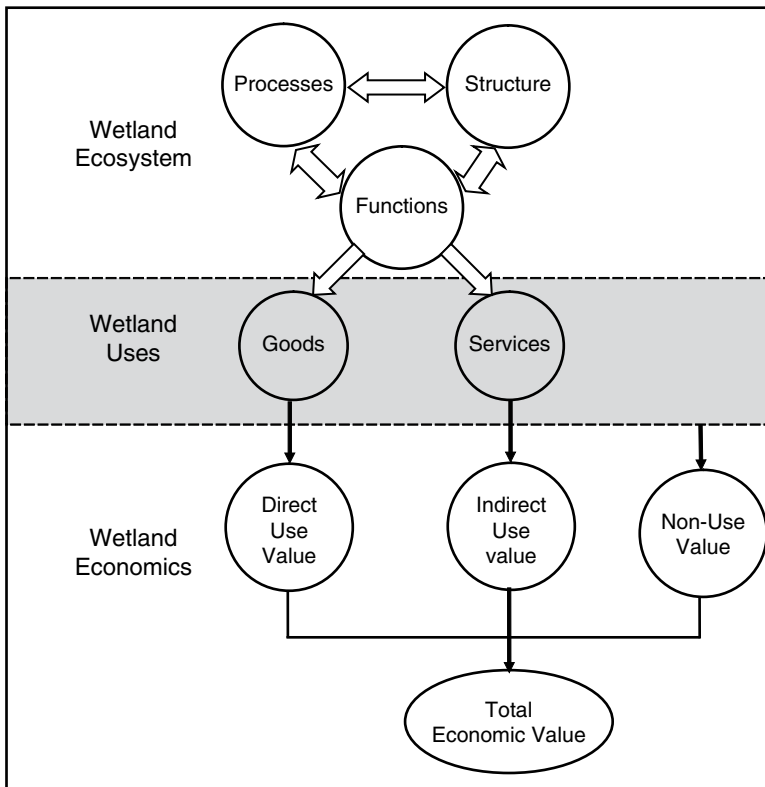 Processes
Structure
Wetland
Ecosystem
Functions
Wetland
Uses
Goods
Services
Wetland
Economics
Direct
Use
Value
Indirect
Use
value
Non-Use
Value
Total
Economic Value